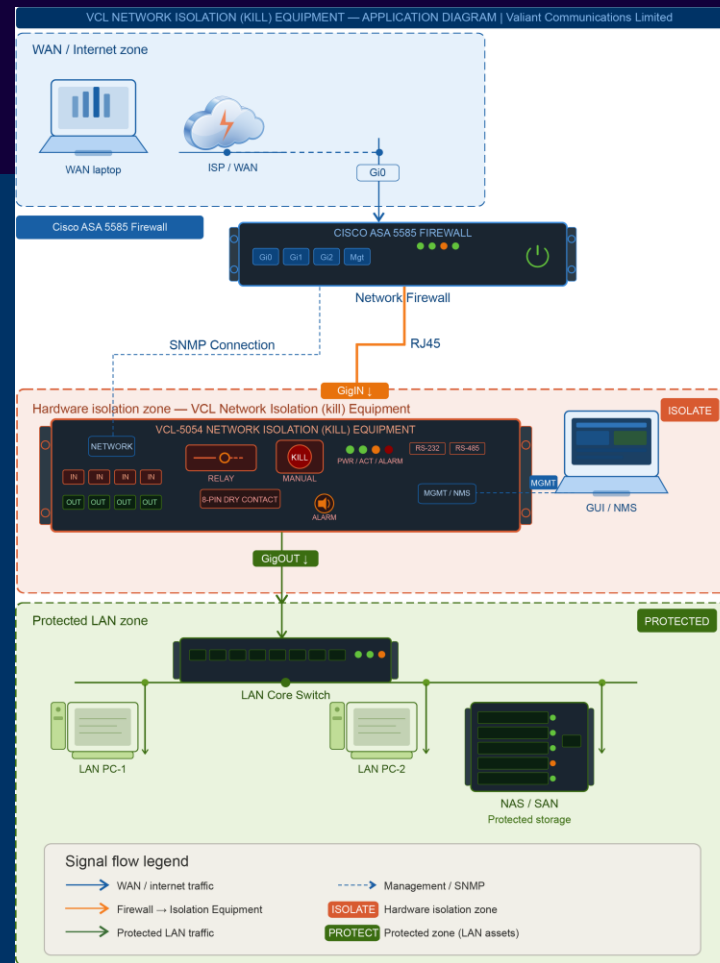 VCL NETWORK ISOLATION (KILL) EQUIPMENT — APPLICATION DIAGRAM | Valiant Communications Limited
WAN / Internet zone
WAN laptop
ISP / WAN
Gi0
Cisco ASA 5585 Firewall
CISCO ASA 5585 FIREWALL
Gi0 Gi1 Gi2 Mgt
Network Firewall
SNMP Connection
RJ45
GigIN ↓
Hardware isolation zone — VCL Network Isolation (kill) Equipment
ISOLATE
VCL-5054 NETWORK ISOLATION (KILL) EQUIPMENT
NETWORK
KILL
RS-232 RS-485
PWR / ACT / ALARM
IN IN IN IN
RELAY
MANUAL
MGMT
OUT OUT OUT OUT
8-PIN DRY CONTACT
MGMT / NMS
GUI / NMS
ALARM
GigOUT ↓
Protected LAN zone
PROTECTED
LAN Core Switch
LAN PC-1
LAN PC-2
NAS / SAN
Protected storage
Signal flow legend
WAN / internet traffic
Management / SNMP
Firewall → Isolation Equipment
ISOLATE Hardware isolation zone
Protected LAN traffic
PROTECT Protected zone (LAN assets)